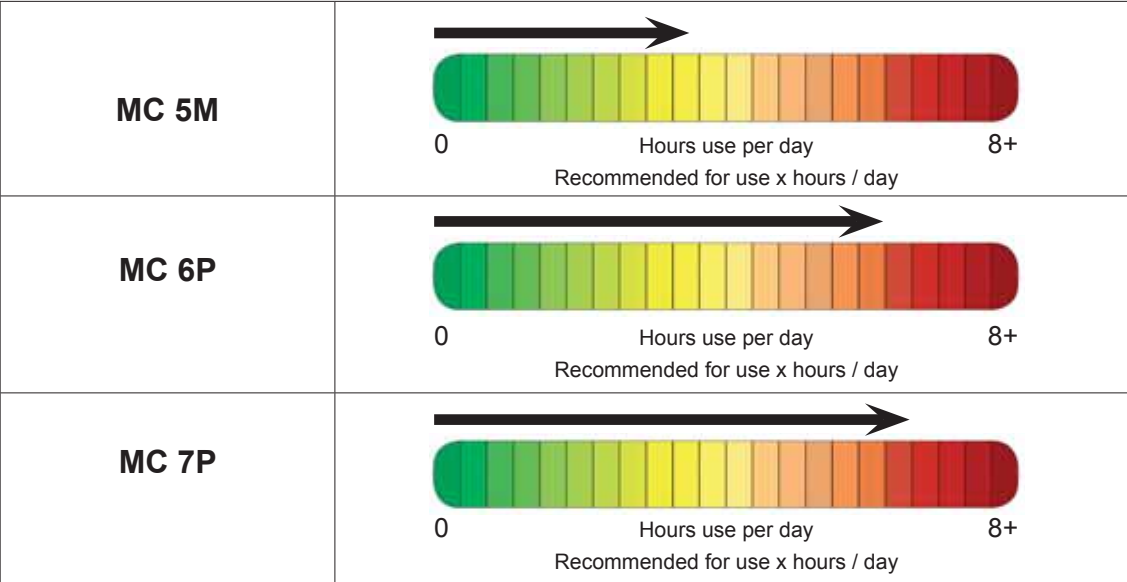 MC 5M
0 Hours use per day 8+
Recommended for use x hours / day
MC 6P
0 Hours use per day 8+
Recommended for use x hours / day
MC 7P
0 Hours use per day 8+
Recommended for use x hours / day